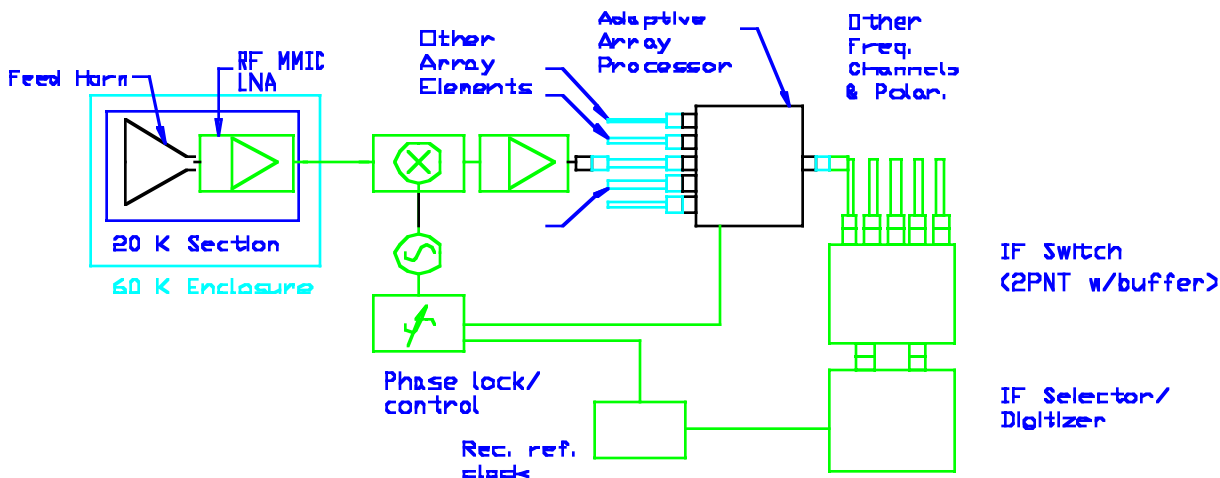 Feed Horn
RF MMIC
LNA
20 K Section
60 K Enclosure
Other
Array
Elements
Adaptive
Array
Processor
Other
Freq.
Channels
& Polar.
IF Switch
(2PNT w/buffer)
Phase lock/
control
IF Selector/
Digitizer
Rec. ref.
clock